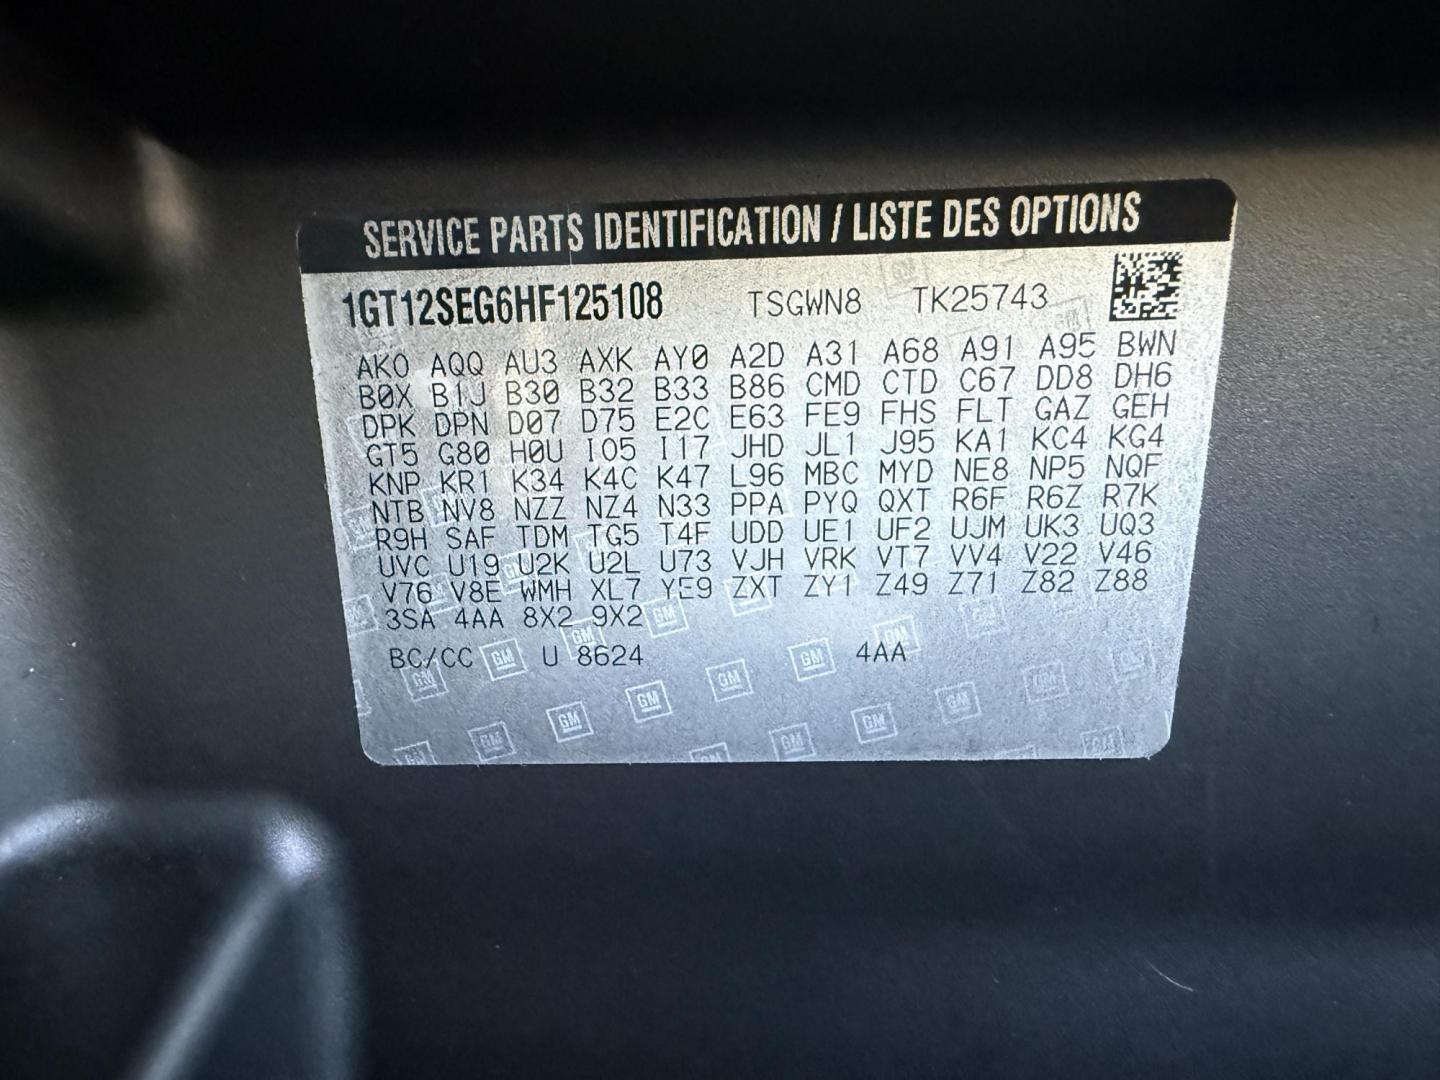 SERVICE PARTS IDENTIFICATION / LISTE DES OPTIONS
1GT12SEG6HF125108 TSGWN8 TK25743
AKO AQQ AU3 AXK AY0 A2D A31 A68 A91 A95 BWN
B0X B1J B30 B32 B33 B86 CMD CTD C67 DD8 DH6
DPK DPN D07 D75 E2C E63 FE9 FHS FLT GAZ GEH
GT5 G80 H0U I05 I17 JHD JL1 J95 KA1 KC4 KG4
KNP KR1 K34 K4C K47 L96 MBC MYD NE8 NP5 NQF
NTB NV8 NZZ NZ4 N33 PPA PYQ QXT R6F R6Z R7K
R9H SAF TDM TG5 T4F UDD UE1 UF2 UJM UK3 UQ3
UVC U19 U2K U2L U73 VJH VRK VT7 VV4 V22 V46
V76 V8E WMH XL7 YE9 ZXT ZY1 Z49 Z71 Z82 Z88
3SA 4AA 8X2 9X2
BC/CC U 8624 4AA